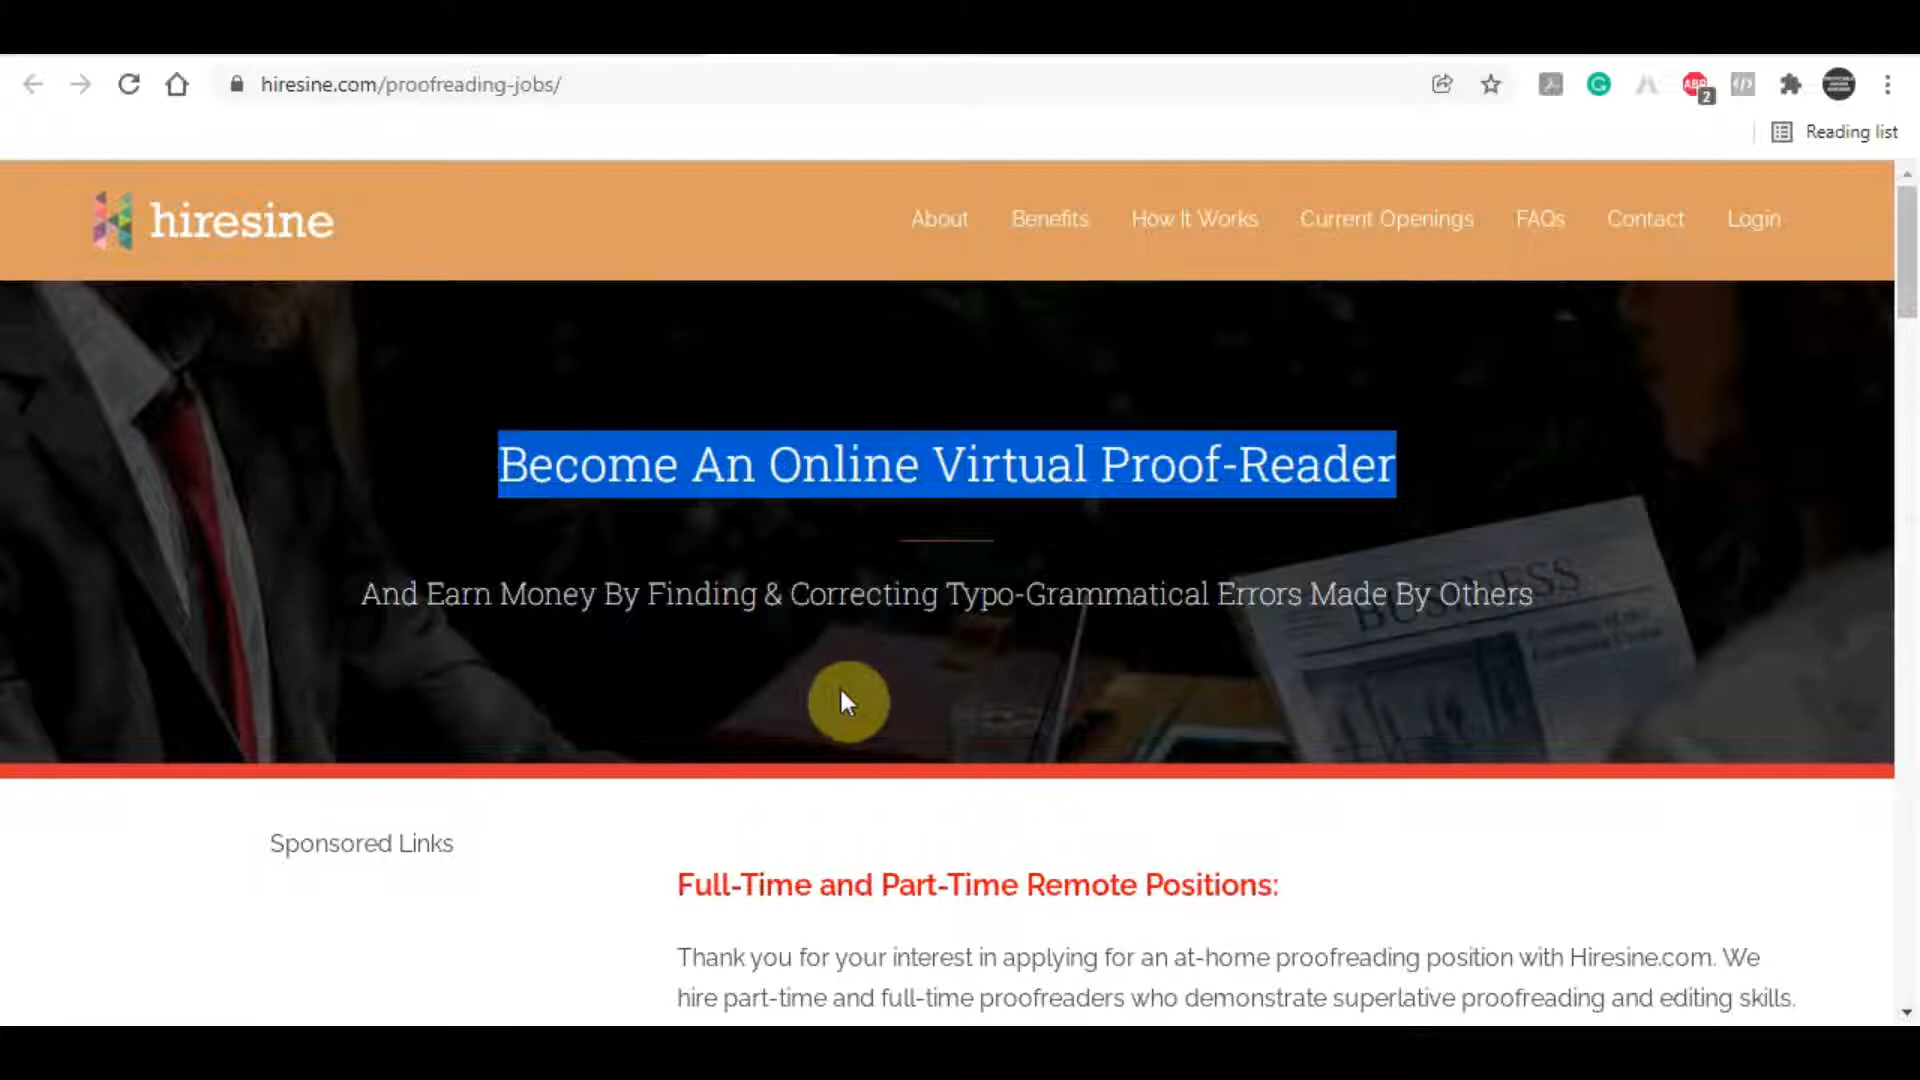 hiresine.com/proofreading-jobs/
ABP
2
Reading list
hiresine
About
Benefits
How It Works
Current Openings
FAQs
Contact
Login
Become An Online Virtual Proof-Reader
And Earn Money By Finding & Correcting Typo-Grammatical Errors Made By Others
BUSINESS
Sponsored Links
Full-Time and Part-Time Remote Positions:
Thank you for your interest in applying for an at-home proofreading position with Hiresine.com. We
hire part-time and full-time proofreaders who demonstrate superlative proofreading and editing skills.